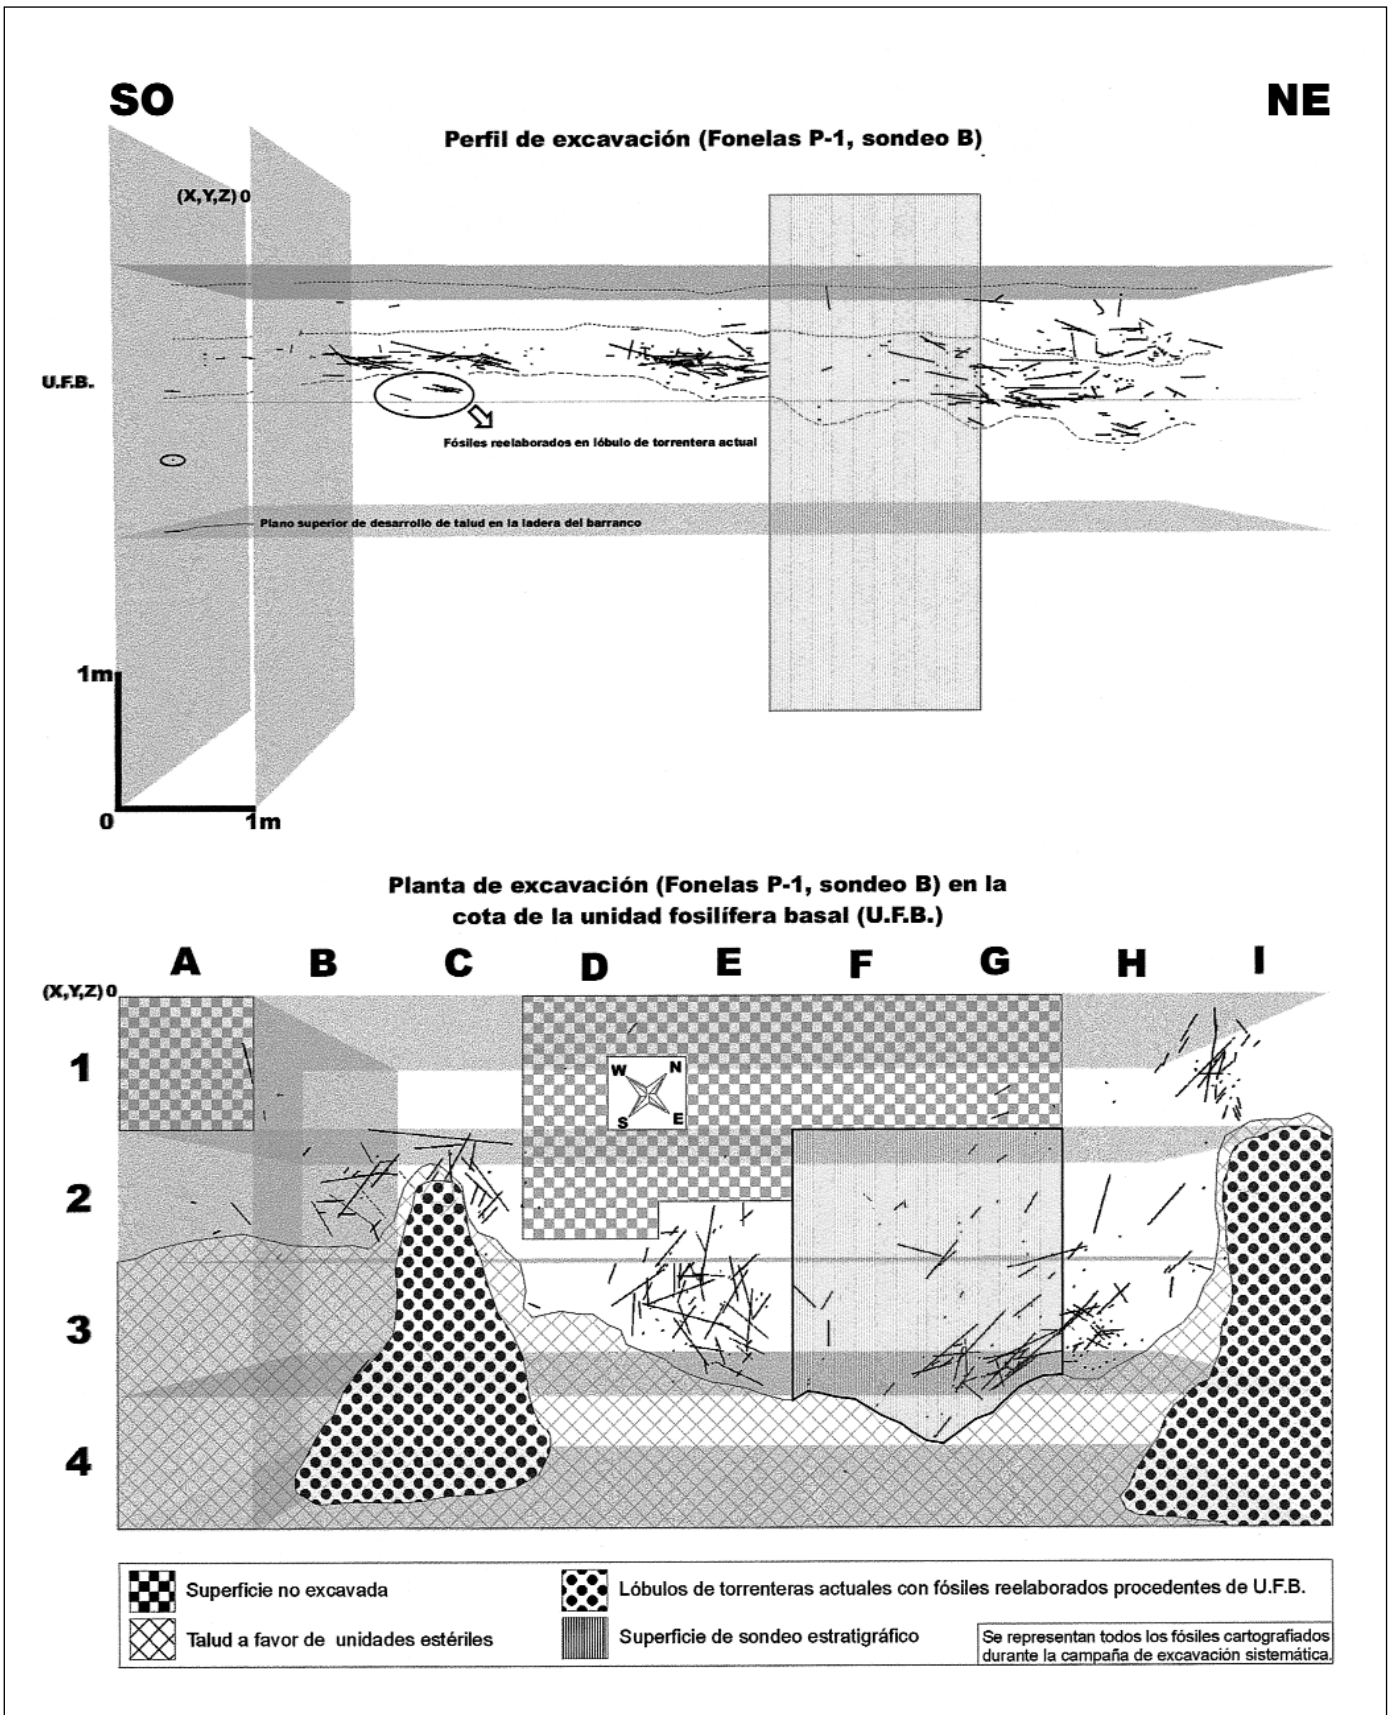 SO
NE
Perfil de excavación (Fonelas P-1, sondeo B)
(X,Y,Z) 0
U.F.B.
Fósiles reelaborados en lóbulo de torrentera actual
Plano superior de desarrollo de talud en la ladera del barranco
1m
0
1m
Planta de excavación (Fonelas P-1, sondeo B) en la
cota de la unidad fosilífera basal (U.F.B.)
A
B
C
D
E
F
G
H
I
(X,Y,Z) 0
1
W
N
S
E
2
3
4
Superficie no excavada
Lóbulos de torrenteras actuales con fósiles reelaborados procedentes de U.F.B.
Talud a favor de unidades estériles
Superficie de sondeo estratigráfico
Se representan todos los fósiles cartografiados
durante la campaña de excavación sistemática.